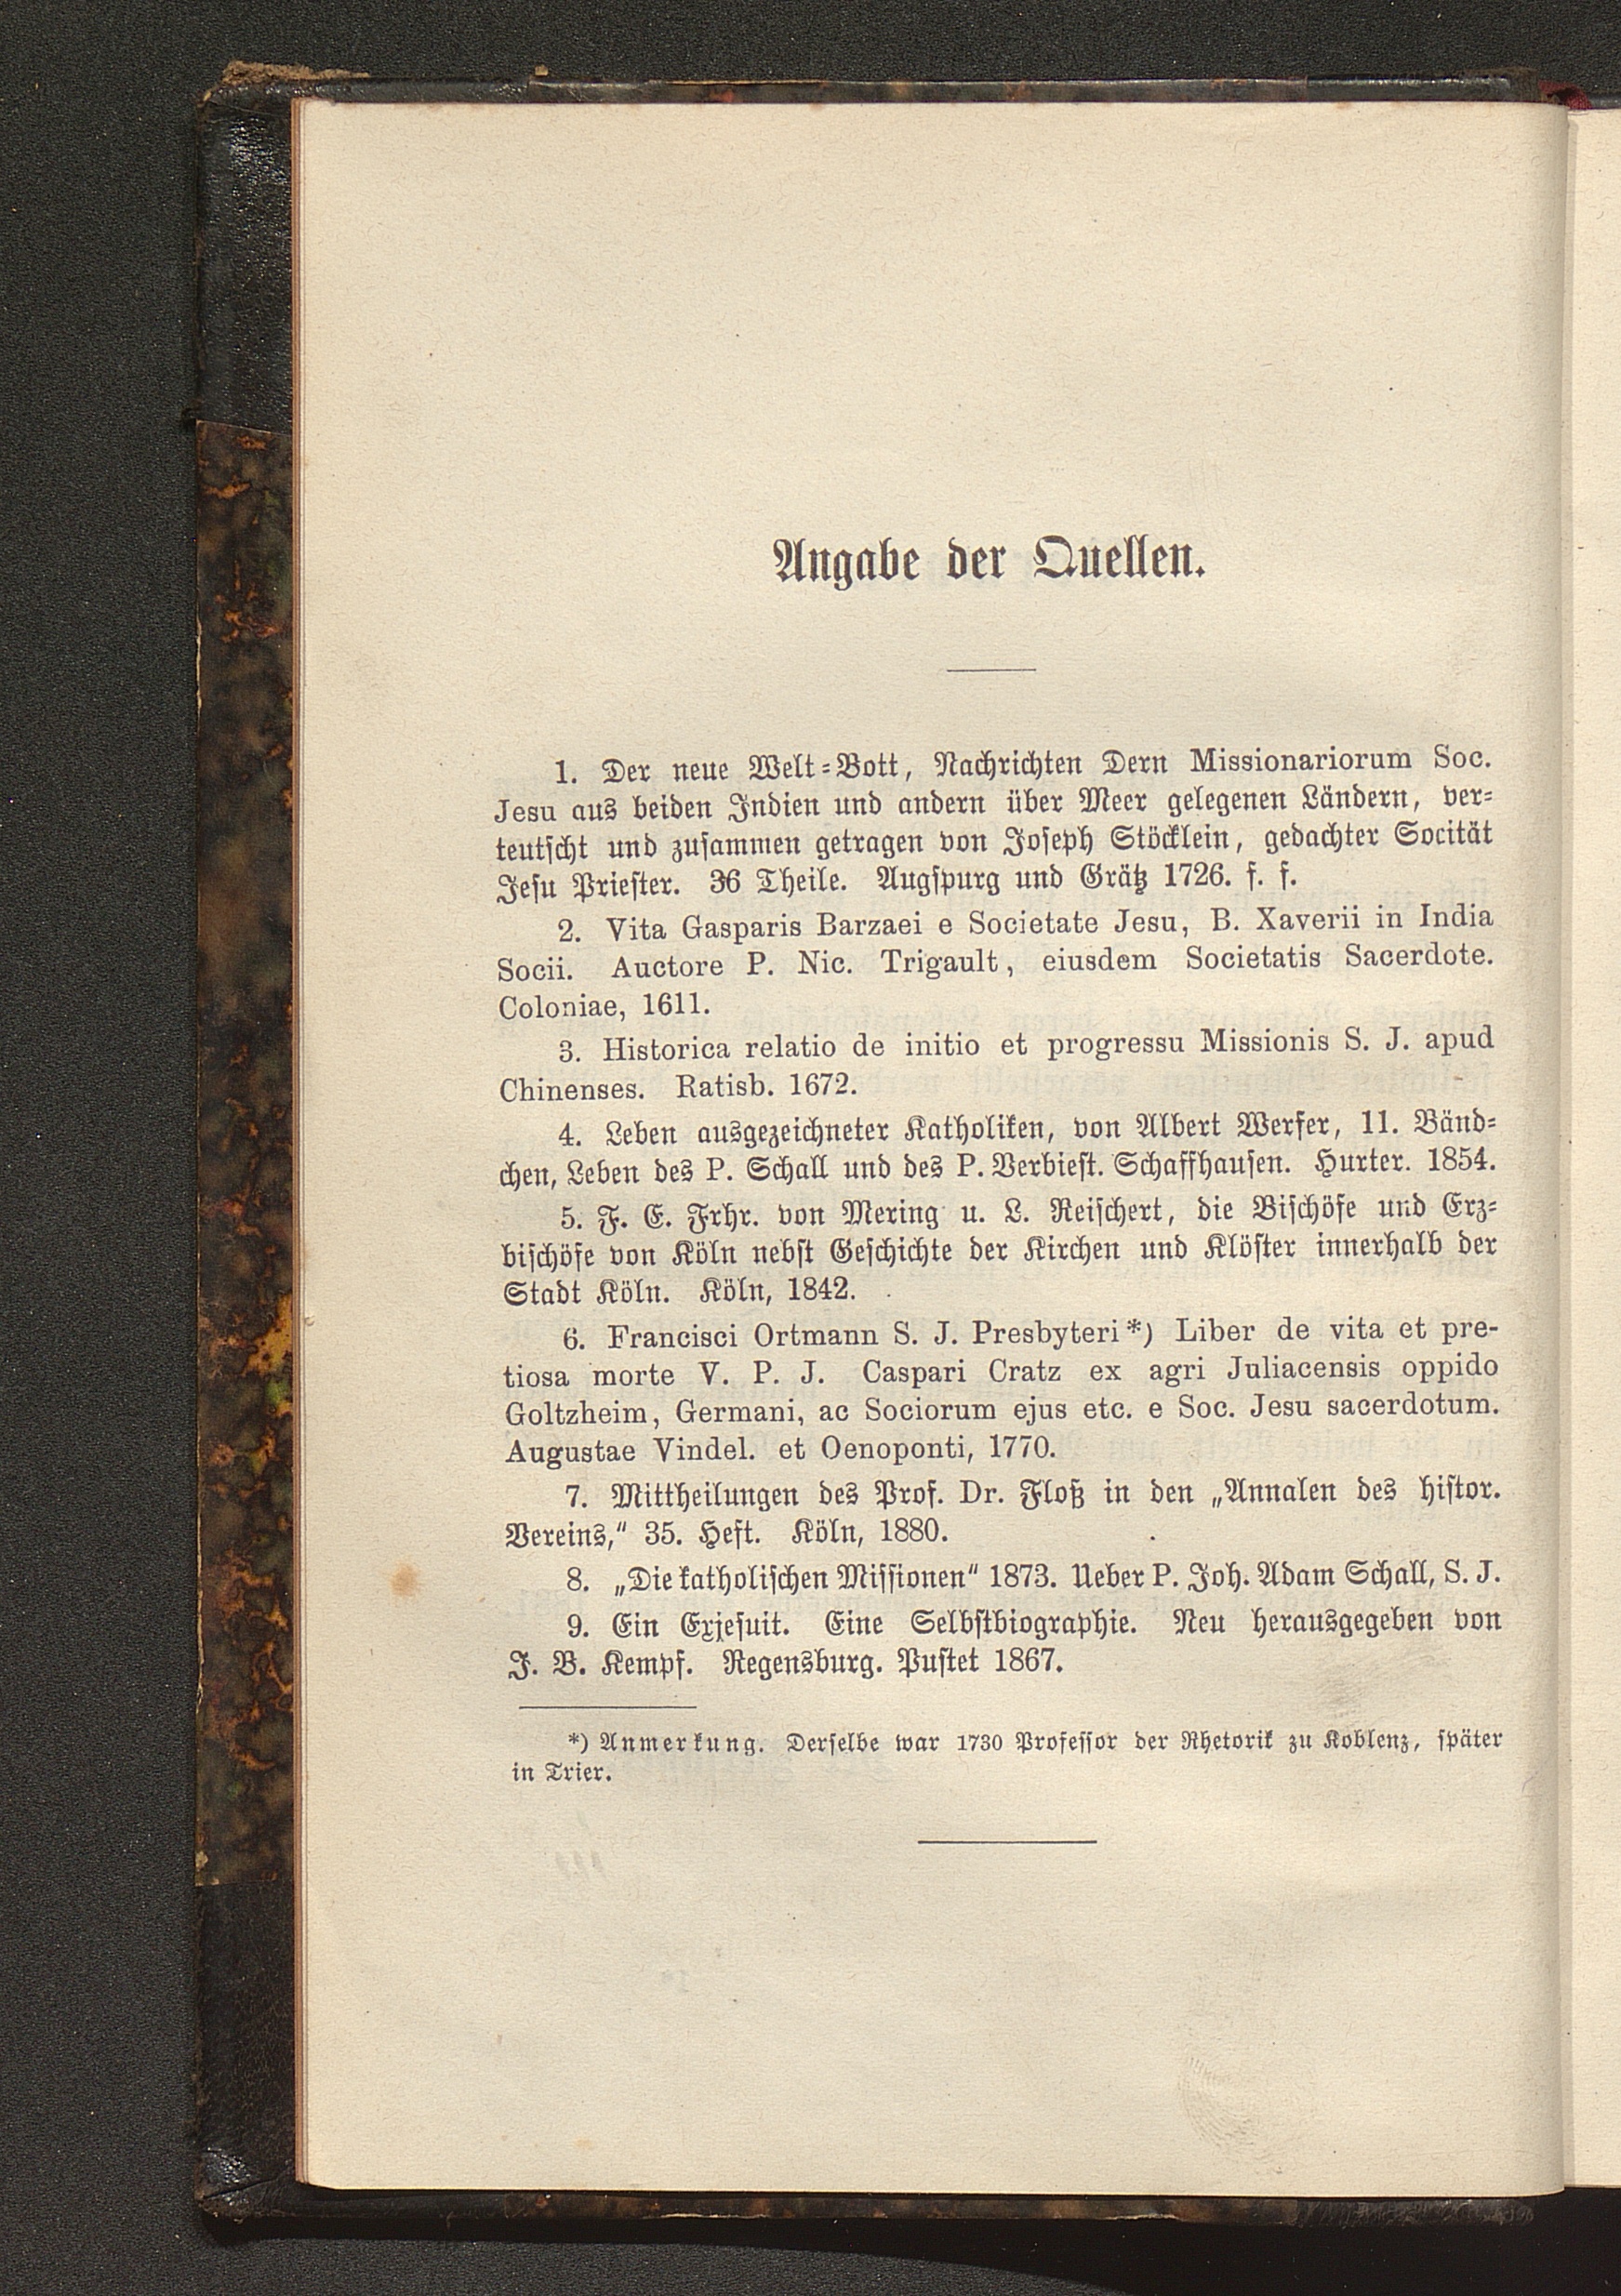 Angabe der Quellen.
1. Der neue Welt=Bott, Nachrichten Dern Missionariorum Soc.
Jesu aus beiden Indien und andern über Meer gelegenen Ländern, ver=
teutscht und zusammen getragen von Joseph Stöcklein, gedachter Socität
Jesu Priester. 36 Theile. Augspurg und Grätz 1726. f. f.
2. Vita Gasparis Barzaei e Societate Jesu, B. Xaverii in India
Socii. Auctore P. Nic. Trigault, eiusdem Societatis Sacerdote.
Coloniae, 1611.
3. Historica relatio de initio et progressu Missionis S. J. apud
Chinenses. Ratisb. 1672.
4. Leben ausgezeichneter Katholiken, von Albert Werfer, 11. Bänd=
chen, Leben des P. Schall und des P. Verbiest. Schaffhausen. Hurter. 1854.
5. F. E. Frhr. von Mering u. L. Reischert, die Bischöfe und Erz=
bischöfe von Köln nebst Geschichte der Kirchen und Klöster innerhalb der
Stadt Köln. Köln, 1842.
6. Francisci Ortmann S. J. Presbyteri*) Liber de vita et pre-
tiosa morte V. P. J. Caspari Cratz ex agri Juliacensis oppido
Goltzheim, Germani, ac Sociorum ejus etc. e Soc. Jesu sacerdotum.
Augustae Vindel. et Oenoponti, 1770.
7. Mittheilungen des Prof. Dr. Floß in den „Annalen des histor.
Vereins,“ 35. Heft. Köln, 1880.
8. „Die katholischen Missionen“ 1873. Ueber P. Joh. Adam Schall, S. J.
9. Ein Exjesuit. Eine Selbstbiographie. Neu herausgegeben von
J. B. Kempf. Regensburg. Pustet 1867.
*) Anmerkung. Derselbe war 1730 Professor der Rhetorik zu Koblenz, später
in Trier.